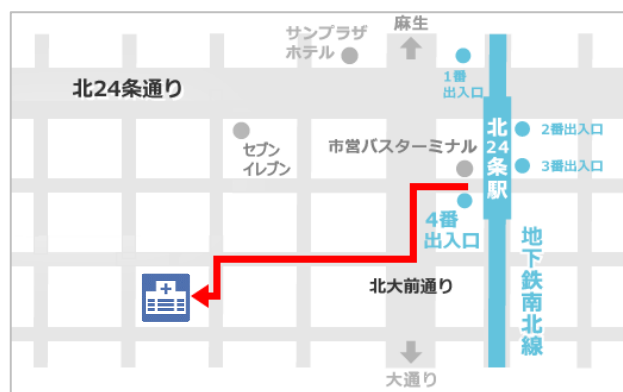 麻生
サンプラザ
ホテル
1番
出入口
北24条通り
セブン
イレブン
市営バスターミナル
北24条駅
2番出入口
3番出入口
4番
出入口
地下鉄南北線
北大前通り
大通り